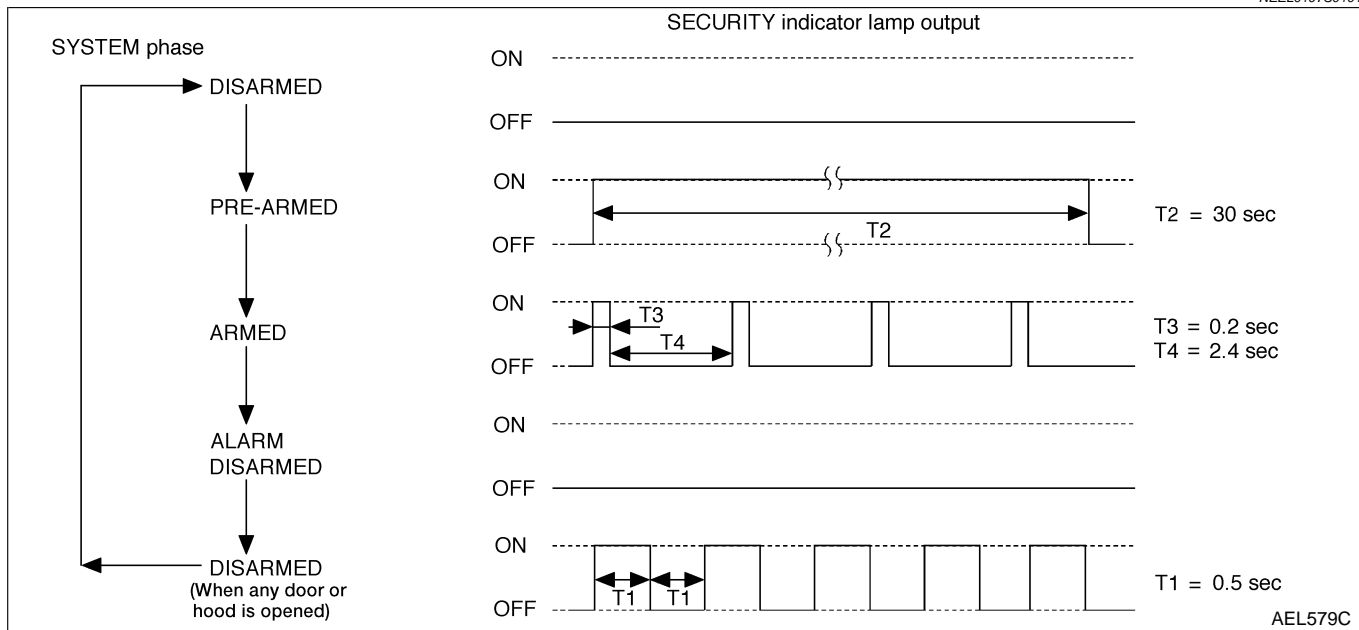 SECURITY indicator lamp output
SYSTEM phase
ON
DISARMED
OFF
ON
PRE-ARMED
T2 = 30 sec
T2
OFF
ON
T3
ARMED
T3 = 0.2 sec
T4
T4 = 2.4 sec
OFF
ON
ALARM
DISARMED
OFF
ON
DISARMED
(When any door or
hood is opened)
T1 T1
T1 = 0.5 sec
OFF
AEL579C